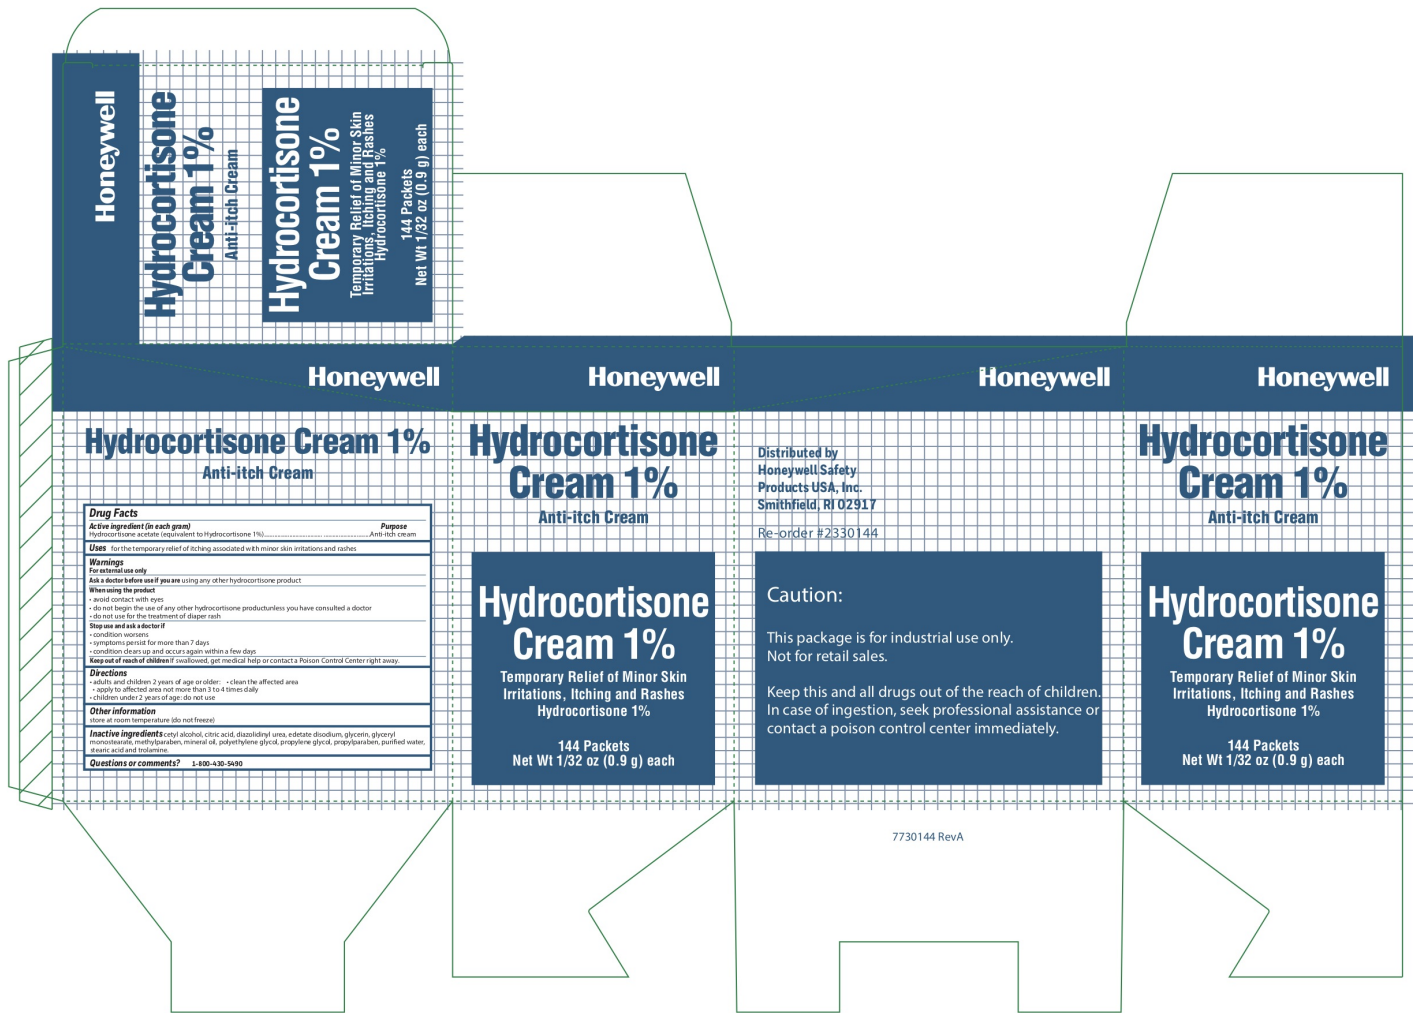 Honeywell
Hydrocortisone
Cream 1%
Anti-itch Cream
Hydrocortisone
Cream 1%
Temporary Relief of Minor Skin
Irritations, Itching and Rashes
Hydrocortisone 1%
144 Packets
Net Wt 1/32 oz (0.9 g) each
Honeywell
Hydrocortisone Cream 1%
Anti-itch Cream
Drug Facts
Active ingredient (in each gram) Purpose
Hydrocortisone acetate (equivalent to Hydrocortisone 1%)............................... ........................Anti-itch cream
Uses for the temporary relief of itching associated with minor skin irritations and rashes
Warnings
For external use only
Ask a doctor before use if you are using any other hydrocortisone product
When using the product
• avoid contact with eyes
• do not begin the use of any other hydrocortisone productunless you have consulted a doctor
• do not use for the treatment of diaper rash
Stop use and ask a doctor if
• condition worsens
• symptoms persist for more than 7 days
• condition clears up and occurs again within a few days
Keep out of reach of children If swallowed, get medical help or contact a Poison Control Center right away.
Directions
• adults and children 2 years of age or older: • clean the affected area
• apply to affected area not more than 3 to 4 times daily
• children under 2 years of age: do not use
Other information
store at room temperature (do not freeze)
Inactive ingredients cetyl alcohol, citric acid, diazolidinyl urea, edetate disodium, glycerin, glyceryl
monostearate, methylparaben, mineral oil, polyethylene glycol, propylene glycol, propylparaben, purified water,
stearic acid and trolamine.
Questions or comments? 1-800-430-5490
Honeywell
Hydrocortisone
Cream 1%
Anti-itch Cream
Hydrocortisone
Cream 1%
Temporary Relief of Minor Skin
Irritations, Itching and Rashes
Hydrocortisone 1%
144 Packets
Net Wt 1/32 oz (0.9 g) each
Honeywell
Distributed by
Honeywell Safety
Products USA, Inc.
Smithfield, RI 02917
Re-order #2330144
Caution:
This package is for industrial use only.
Not for retail sales.
Keep this and all drugs out of the reach of children.
In case of ingestion, seek professional assistance or
contact a poison control center immediately.
7730144 RevA
Honeywell
Hydrocortisone
Cream 1%
Anti-itch Cream
Hydrocortisone
Cream 1%
Temporary Relief of Minor Skin
Irritations, Itching and Rashes
Hydrocortisone 1%
144 Packets
Net Wt 1/32 oz (0.9 g) each